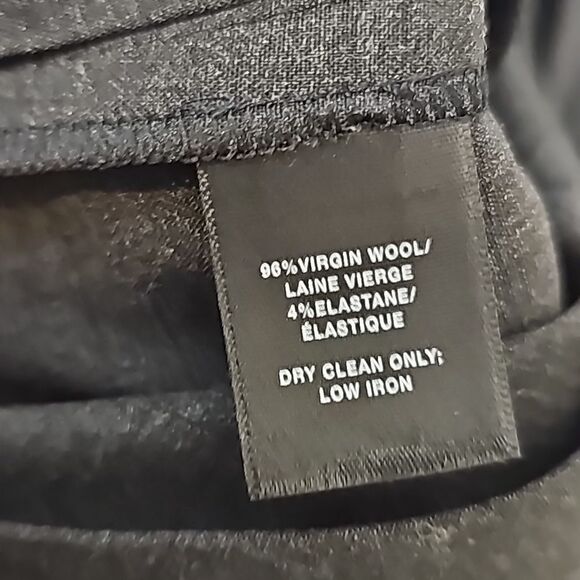 96%VIRGIN WOOL/
LAINE VIERGE
4%ELASTANE/
ÉLASTIQUE
DRY CLEAN ONLY;
LOW IRON